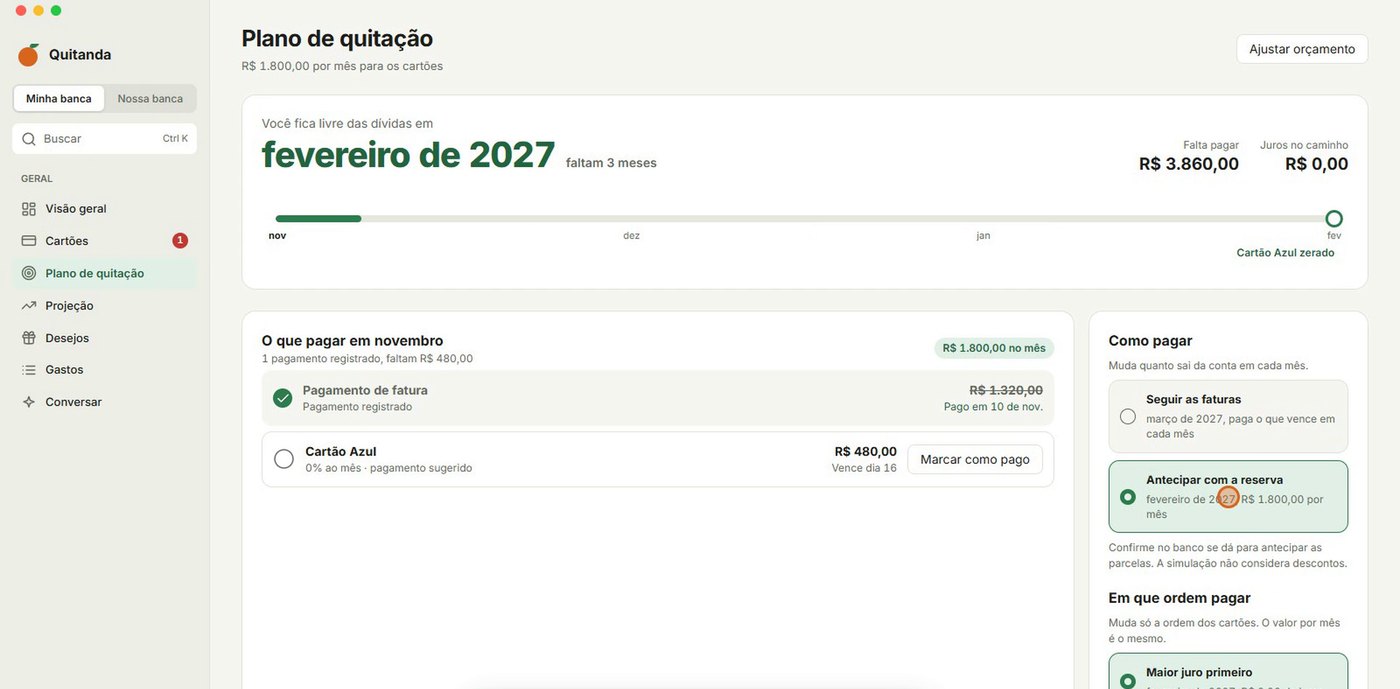 Quitanda
Minha banca
Nossa banca
Buscar
Ctrl K
GERAL
Visão geral
Cartões
1
Plano de quitação
Projeção
Desejos
Gastos
Conversar
Plano de quitação
R$ 1.800,00 por mês para os cartões
Ajustar orçamento
Você fica livre das dívidas em
fevereiro de 2027 faltam 3 meses
Falta pagar
R$ 3.860,00
Juros no caminho
R$ 0,00
nov
dez
jan
fev
Cartão Azul zerado
O que pagar em novembro
1 pagamento registrado, faltam R$ 480,00
R$ 1.800,00 no mês
Pagamento de fatura
Pagamento registrado
R$ 1.320,00
Pago em 10 de nov.
Cartão Azul
0% ao mês · pagamento sugerido
R$ 480,00
Vence dia 16
Marcar como pago
Como pagar
Muda quanto sai da conta em cada mês.
Seguir as faturas
março de 2027, paga o que vence em
cada mês
Antecipar com a reserva
fevereiro de 2027, R$ 1.800,00 por
mês
Confirme no banco se dá para antecipar as
parcelas. A simulação não considera descontos.
Em que ordem pagar
Muda só a ordem dos cartões. O valor por mês
é o mesmo.
Maior juro primeiro